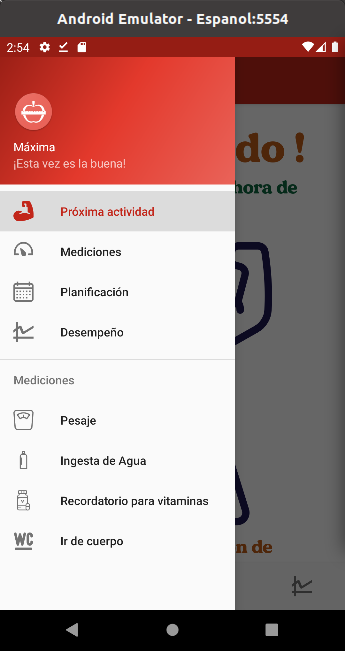 Android Emulator - Espanol:5554
2:54
Máxima
¡Esta vez es la buena!
do !
hora de
Próxima actividad
Mediciones
Planificación
Desempeño
Mediciones
Pesaje
Ingesta de Agua
Recordatorio para vitaminas
WC
Ir de cuerpo
n de